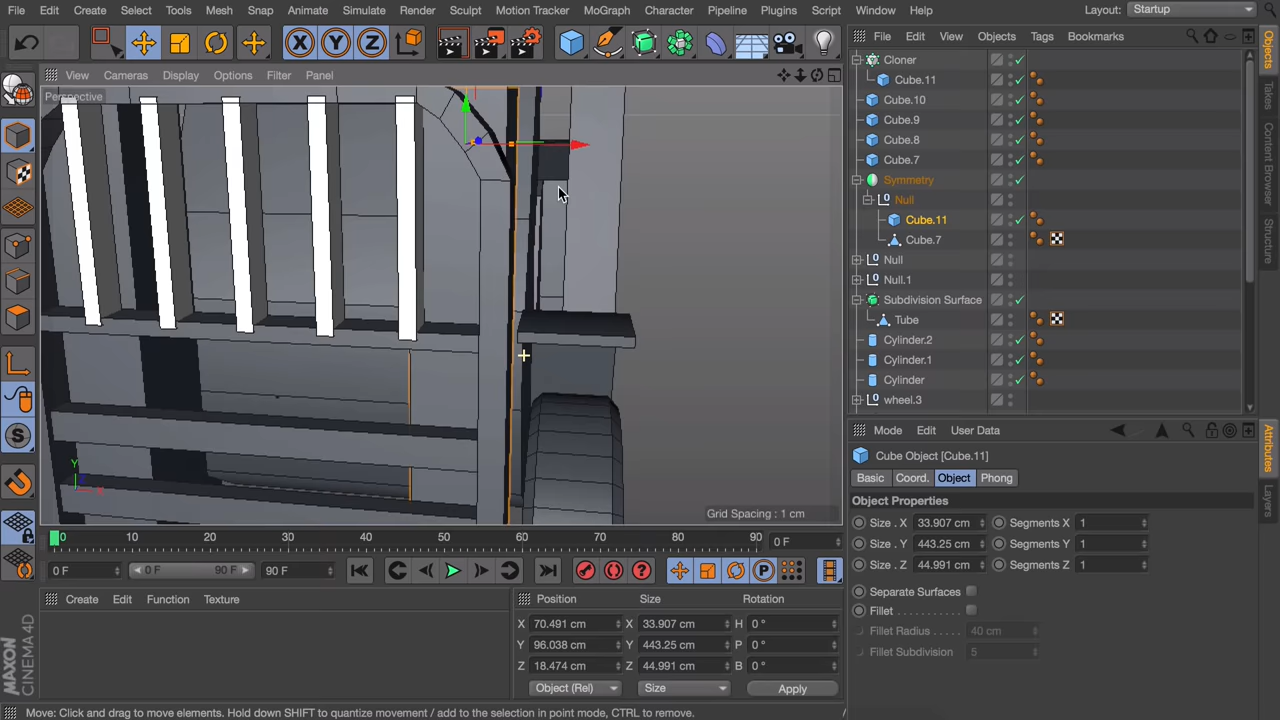 File Edit Create Select Tools Mesh Snap Animate Simulate Render Sculpt Motion Tracker MoGraph Character Pipeline Plugins Script Window Help Layout: Startup
X Y Z
File Edit View Objects Tags Bookmarks
View Cameras Display Options Filter Panel
Perspective
Cloner
Cube.11
Cube.10
Cube.9
Cube.8
Cube.7
Symmetry
Null
Cube.11
Cube.7
Null
Null.1
Subdivision Surface
Tube
Cylinder.2
Cylinder.1
Cylinder
wheel.3
Objects
Takes
Content Browser
Structure
S
Y
X
Grid Spacing : 1 cm
Mode Edit User Data
Cube Object [Cube.11]
Basic Coord. Object Phong
Object Properties
Size . X 33.907 cm Segments X 1
Size . Y 443.25 cm Segments Y 1
Size . Z 44.991 cm Segments Z 1
Separate Surfaces
Fillet
Fillet Radius 40 cm
Fillet Subdivision 5
Attributes
Layers
0 10 20 30 40 50 60 70 80 90 0 F
0 F 0 F 90 F 90 F
P
Create Edit Function Texture
Position Size Rotation
X 70.491 cm X 33.907 cm H 0 °
Y 96.038 cm Y 443.25 cm P 0 °
Z 18.474 cm Z 44.991 cm B 0 °
Object (Rel) Size Apply
MAXON
CINEMA 4D
Move: Click and drag to move elements. Hold down SHIFT to quantize movement / add to the selection in point mode, CTRL to remove.